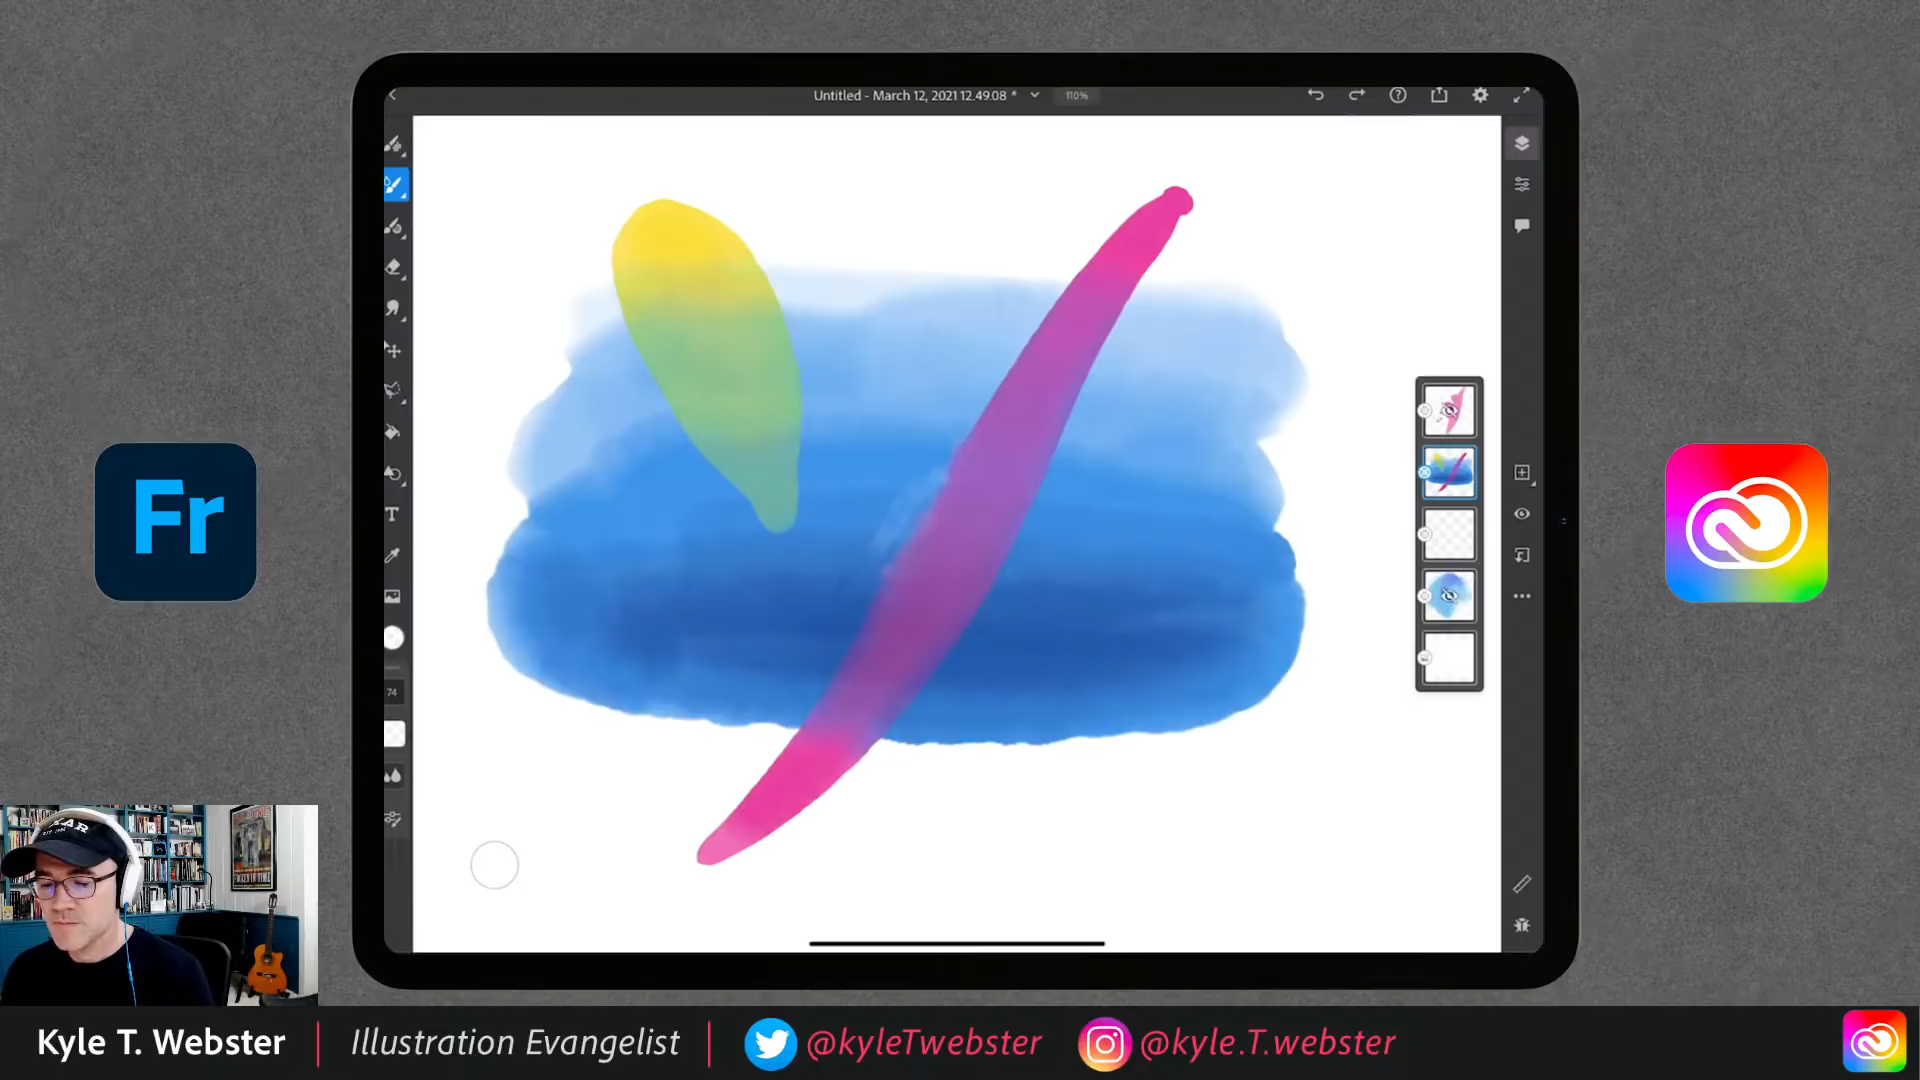 Untitled - March 12, 2021 12.49.08 *
110%
T
74
Fr
Kyle T. Webster
Illustration Evangelist
@kyleTwebster
@kyle.T.webster